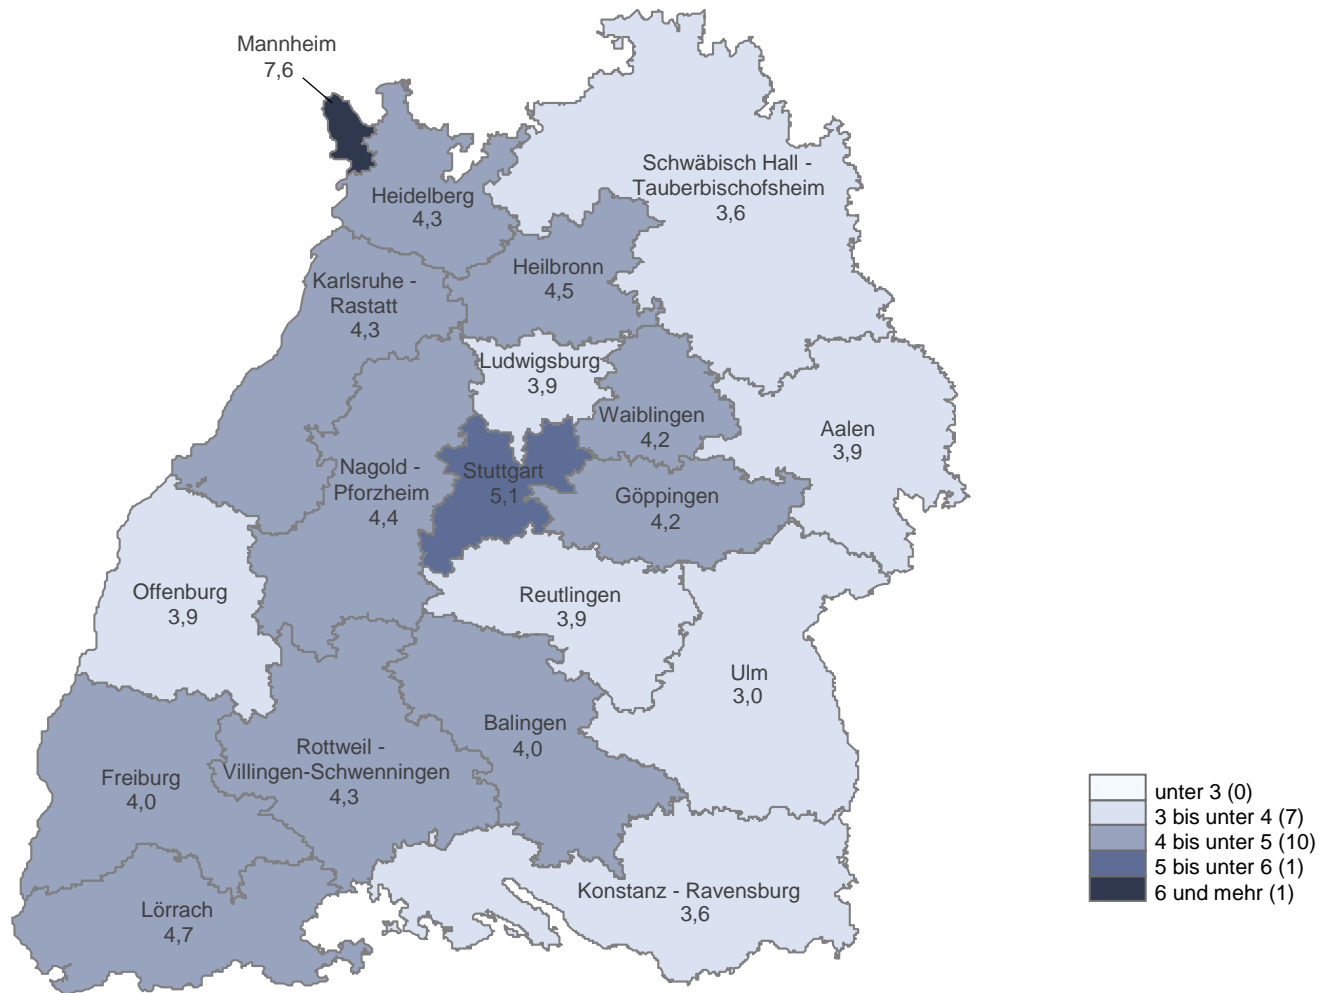 Mannheim
7,6
Schwäbisch Hall -
Tauberbischofsheim
3,6
Heidelberg
4,3
Heilbronn
4,5
Karlsruhe -
Rastatt
4,3
Ludwigsburg
3,9
Waiblingen
4,2
Aalen
3,9
Nagold -
Pforzheim
4,4
Stuttgart
5,1
Göppingen
4,2
Offenburg
3,9
Reutlingen
3,9
Ulm
3,0
Balingen
4,0
Rottweil -
Villingen-Schwenningen
4,3
Freiburg
4,0
Konstanz - Ravensburg
3,6
Lörrach
4,7
unter 3 (0)
3 bis unter 4 (7)
4 bis unter 5 (10)
5 bis unter 6 (1)
6 und mehr (1)